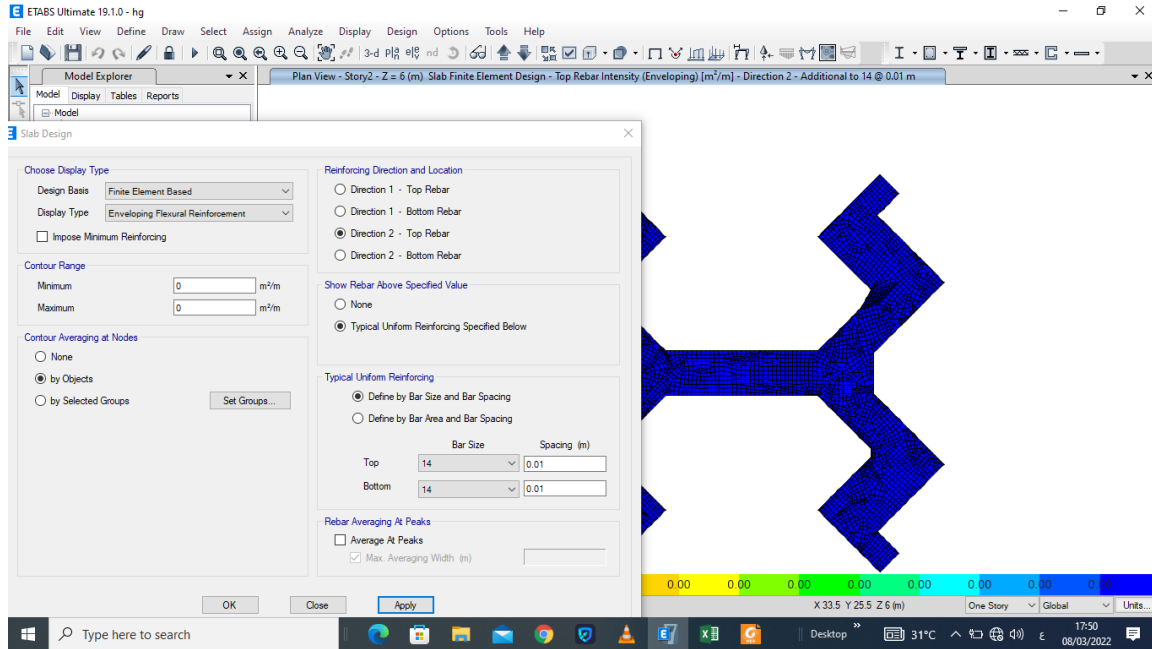 ETABS Ultimate 19.1.0 - hg
File Edit View Define Draw Select Assign Analyze Display Design Options Tools Help
3-d Plą elę nd
Model Explorer
Plan View - Story2 - Z = 6 (m) Slab Finite Element Design - Top Rebar Intensity (Enveloping) [m²/m] - Direction 2 - Additional to 14 @ 0.01 m
Model Display Tables Reports
Model
Slab Design
Choose Display Type
Design Basis Finite Element Based
Display Type Enveloping Flexural Reinforcement
Impose Minimum Reinforcing
Contour Range
Minimum 0 m²/m
Maximum 0 m²/m
Contour Averaging at Nodes
None
by Objects
by Selected Groups Set Groups...
Reinforcing Direction and Location
Direction 1 - Top Rebar
Direction 1 - Bottom Rebar
Direction 2 - Top Rebar
Direction 2 - Bottom Rebar
Show Rebar Above Specified Value
None
Typical Uniform Reinforcing Specified Below
Typical Uniform Reinforcing
Define by Bar Size and Bar Spacing
Define by Bar Area and Bar Spacing
Bar Size Spacing (m)
Top 14 0.01
Bottom 14 0.01
Rebar Averaging At Peaks
Average At Peaks
Max. Averaging Width (m)
OK Close Apply
0.00 0.00 0.00 0.00 0.00 0.00 0.00 0.00
X 33.5 Y 25.5 Z 6 (m) One Story Global Units...
Type here to search
Desktop 31°C ع 17:50
08/03/2022